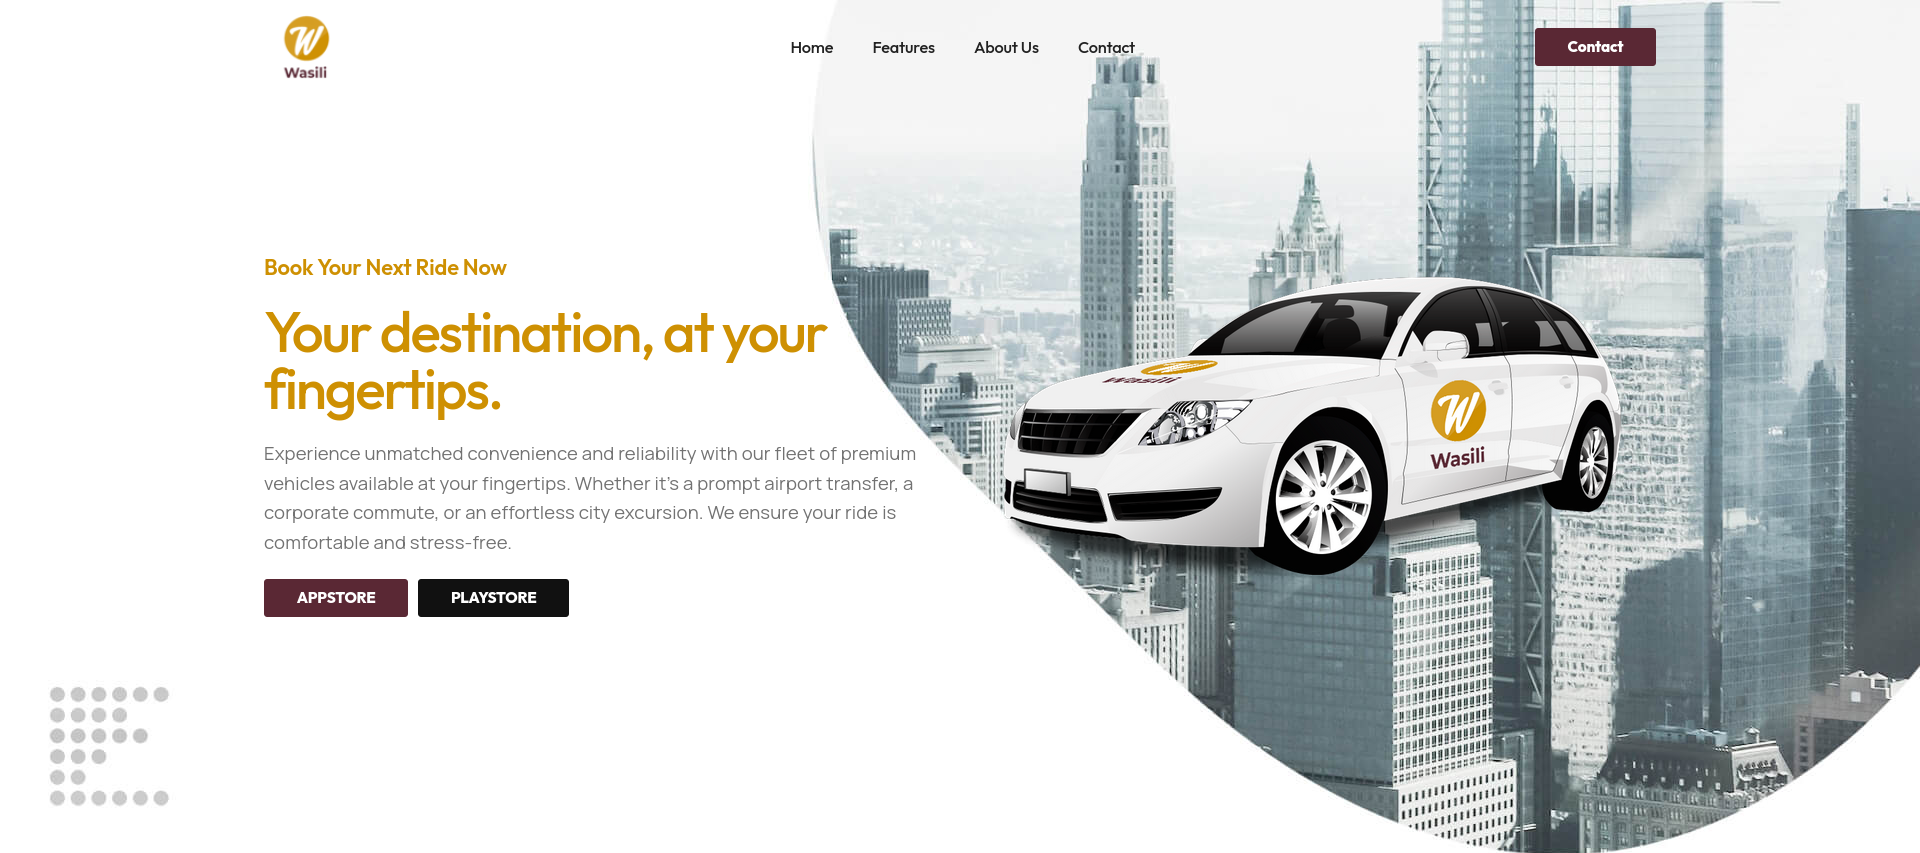 Wasili
Home Features About Us Contact
Contact
Book Your Next Ride Now
Your destination, at your
fingertips.
Experience unmatched convenience and reliability with our fleet of premium
vehicles available at your fingertips. Whether it's a prompt airport transfer, a
corporate commute, or an effortless city excursion. We ensure your ride is
comfortable and stress-free.
APPSTORE PLAYSTORE
Wasili
Wasili